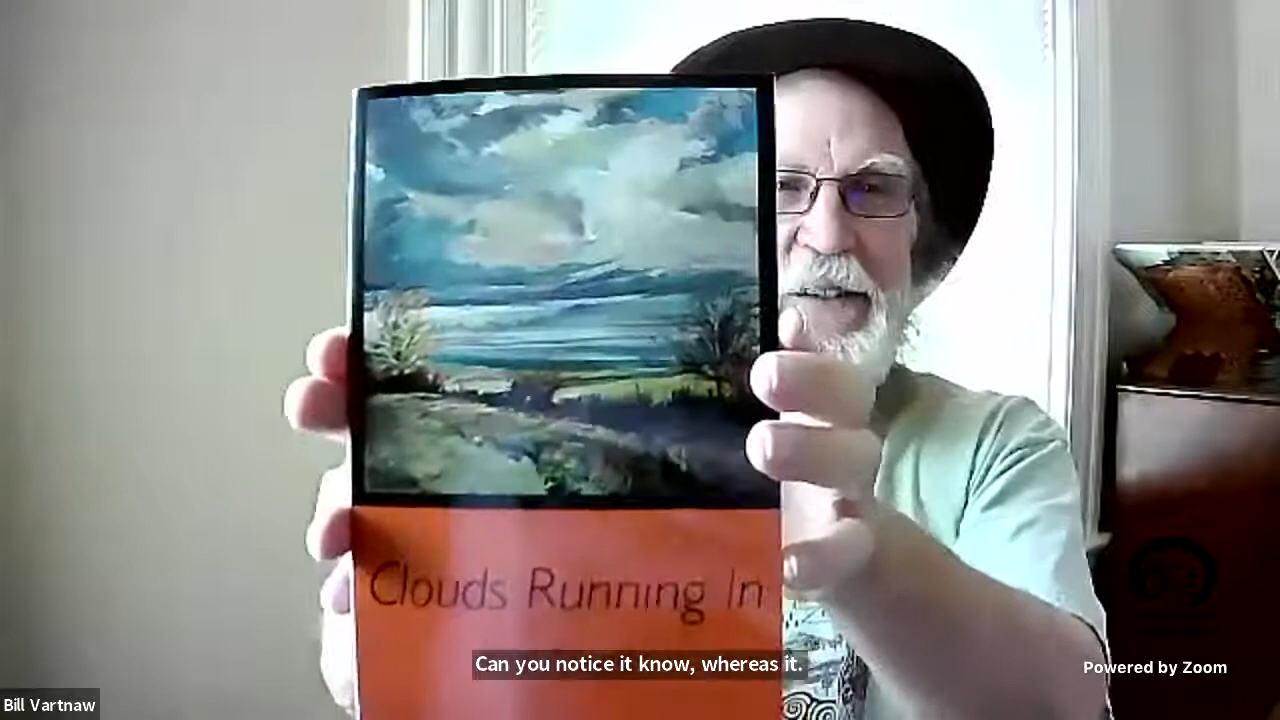 Clouds Running In
Can you notice it know, whereas it.
Powered by Zoom
Bill Vartnaw